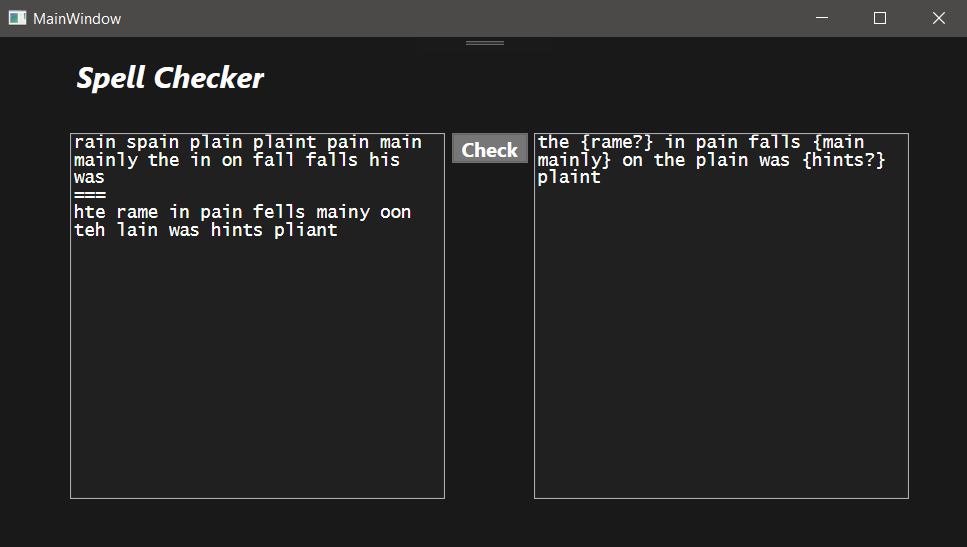 MainWindow
Spell Checker
rain spain plain plaint pain main
mainly the in on fall falls his
was
===
hte rame in pain fells mainy oon
teh lain was hints pliant
Check
the {rame?} in pain falls {main
mainly} on the plain was {hints?}
plaint